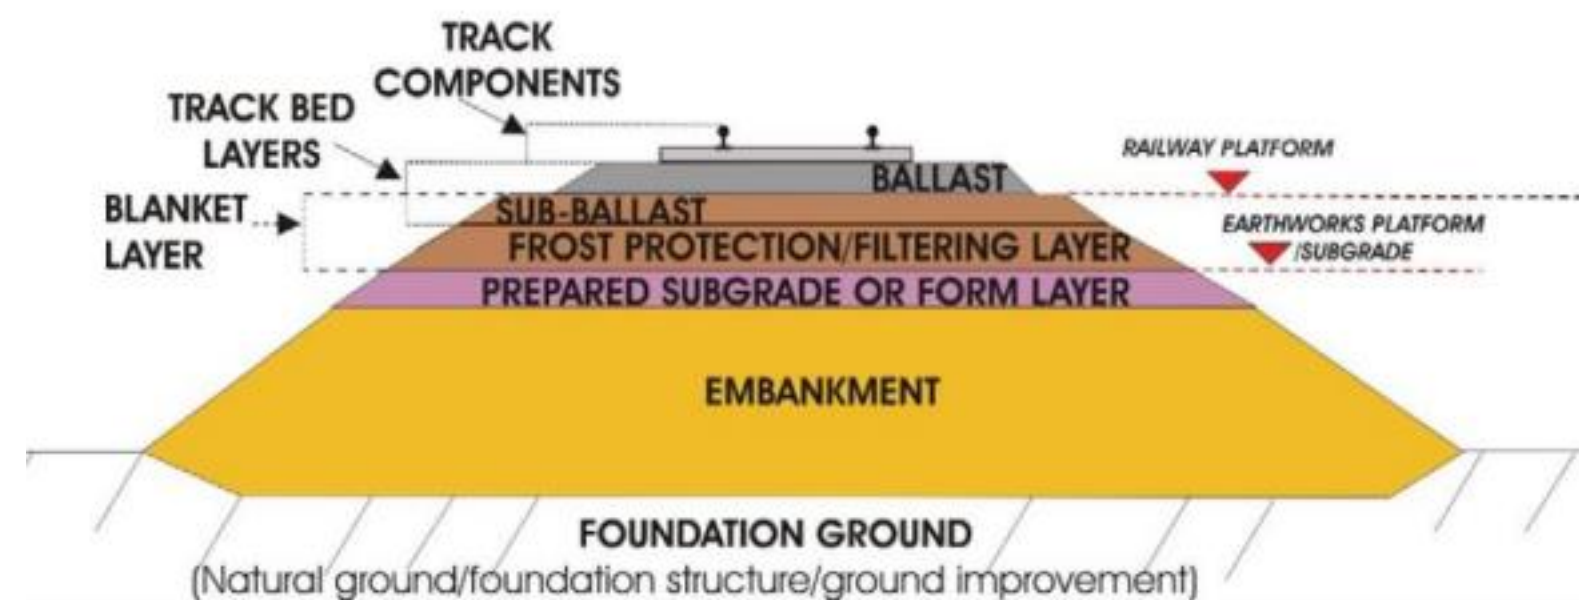 TRACK
COMPONENTS
TRACK BED
LAYERS
BLANKET
LAYER
RAILWAY PLATFORM
BALLAST
SUB-BALLAST
EARTHWORKS PLATFORM
/SUBGRADE
FROST PROTECTION/FILTERING LAYER
PREPARED SUBGRADE OR FORM LAYER
EMBANKMENT
FOUNDATION GROUND
(Natural ground/foundation structure/ground improvement)